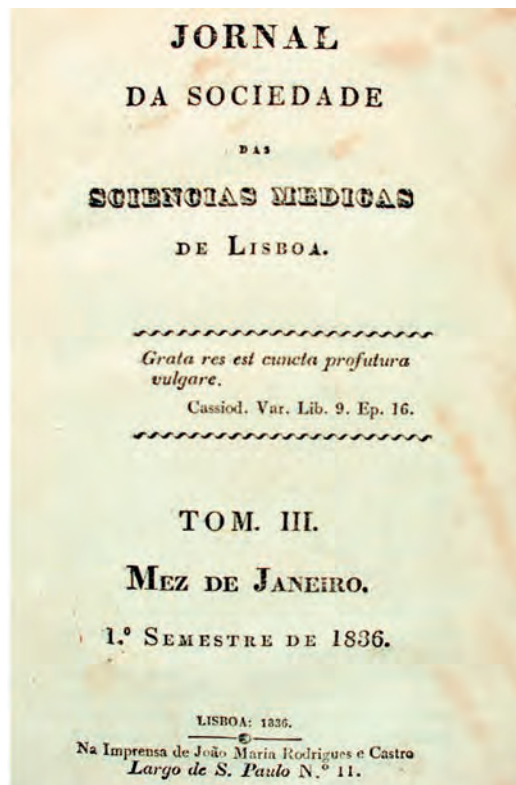 JORNAL
DA SOCIEDADE
DAS
SCIENCIAS MEDICAS
DE LISBOA.
Grata res est cuncta profutura
vulgare.
Cassiod. Var. Lib. 9. Ep. 16.
TOM. III.
MEZ DE JANEIRO.
1.º SEMESTRE DE 1836.
LISBOA: 1836.
Na Imprensa de João Maria Rodrigues e Castro
Largo de S. Paulo N.º 11.